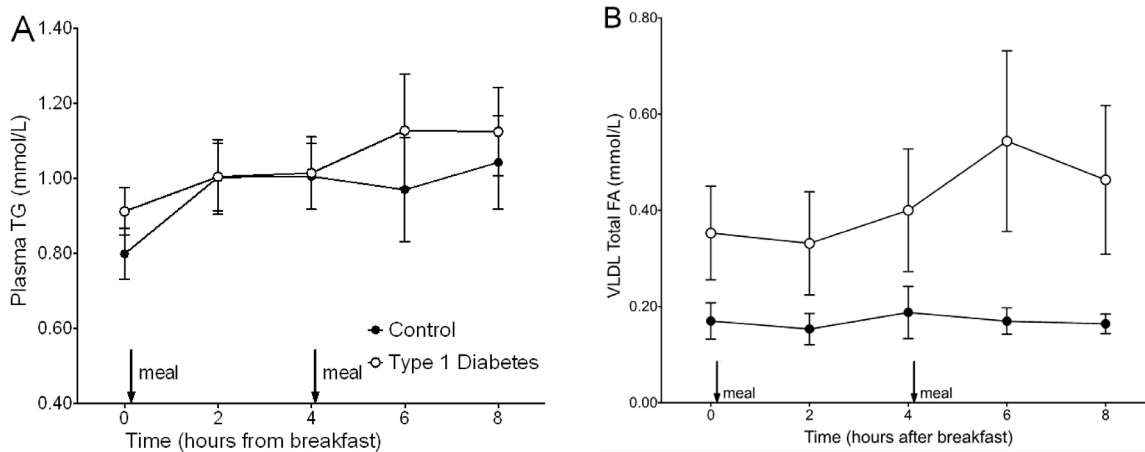 A
Plasma TG (mmol/L)
1.40
1.20
1.00
0.80
0.60
0.40
Control
Type 1 Diabetes
meal
meal
0 2 4 6 8
Time (hours from breakfast)
B
VLDL Total FA (mmol/L)
0.80
0.60
0.40
0.20
0.00
meal
meal
0 2 4 6 8
Time (hours after breakfast)